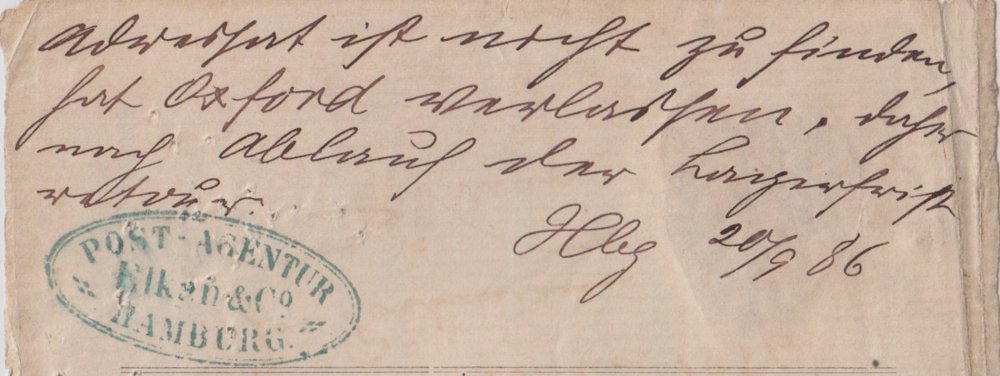 Adressat ist nicht zu finden,
hat Oxford verlassen, daher
nach Ablauf der Lagerfrist
retour.
Hbg 20/9 86
POST-AGENTUR
Elkan & Co
HAMBURG.